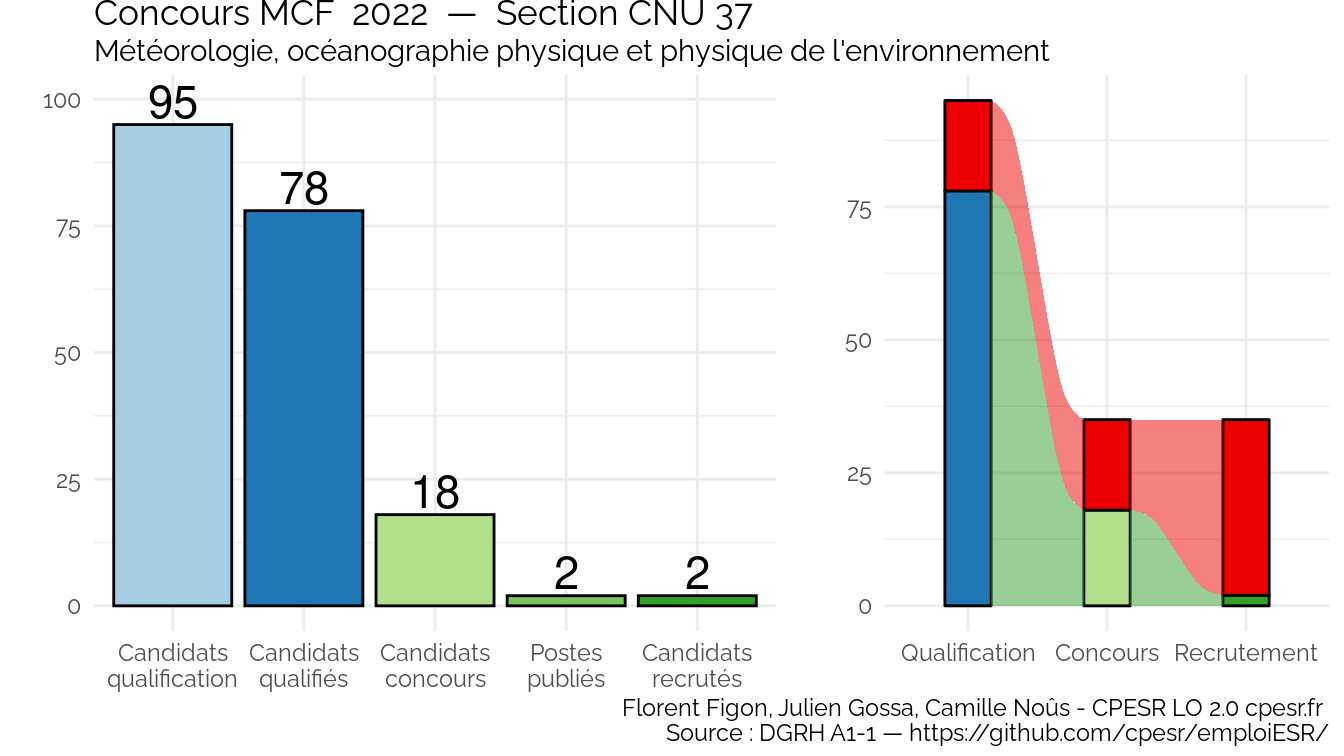 Concours MCF 2022 — Section CNU 37
Météorologie, océanographie physique et physique de l'environnement
100
75
50
25
0
95
78
18
2
2
Candidats qualification
Candidats qualifiés
Candidats concours
Postes publiés
Candidats recrutés
75
50
25
0
Qualification
Concours
Recrutement
Florent Figon, Julien Gossa, Camille Noûs - CPESR LO 2.0 cpesr.fr
Source : DGRH A1-1 — https://github.com/cpesr/emploiESR/